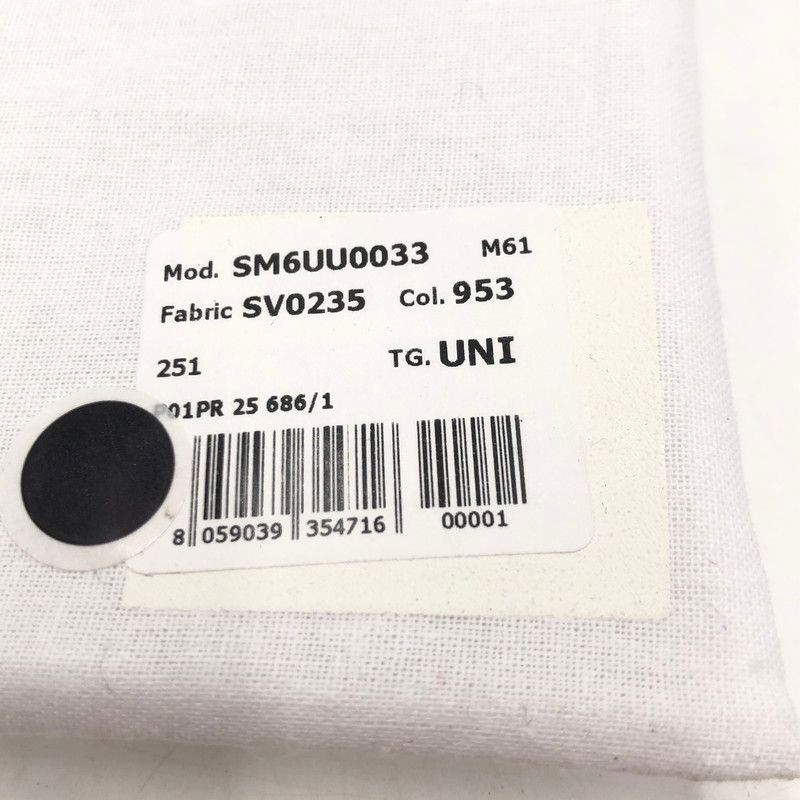 Mod. SM6UU0033 M61
Fabric SV0235 Col. 953
251 TG. UNI
P01PR 25 686/1
8 059039 354716 00001